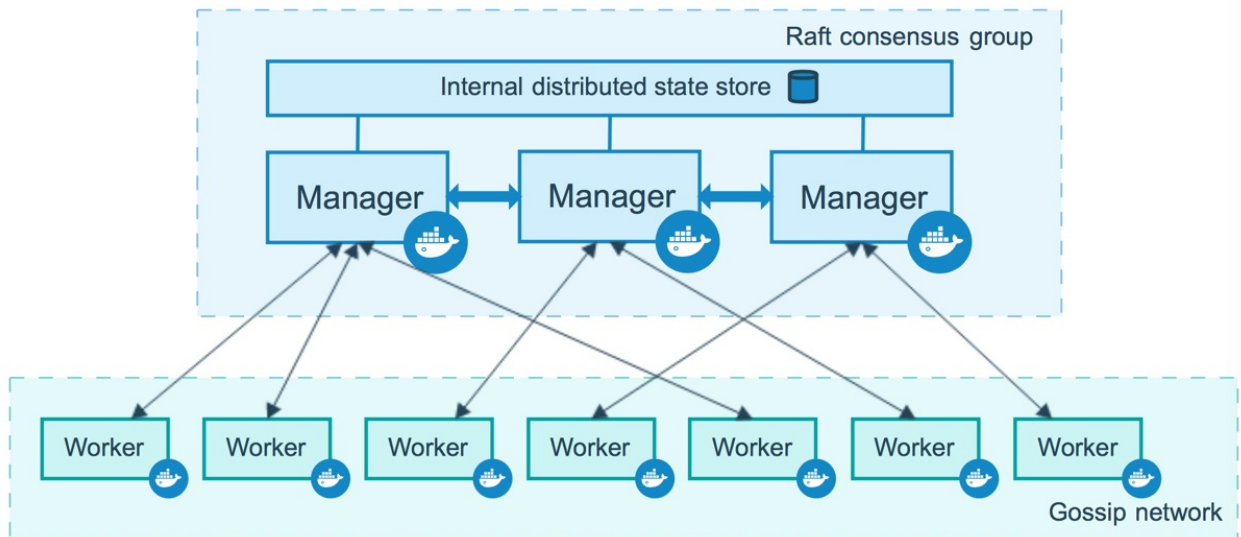 Raft consensus group
Internal distributed state store
Manager
Manager
Manager
Worker
Worker
Worker
Worker
Worker
Worker
Worker
Gossip network